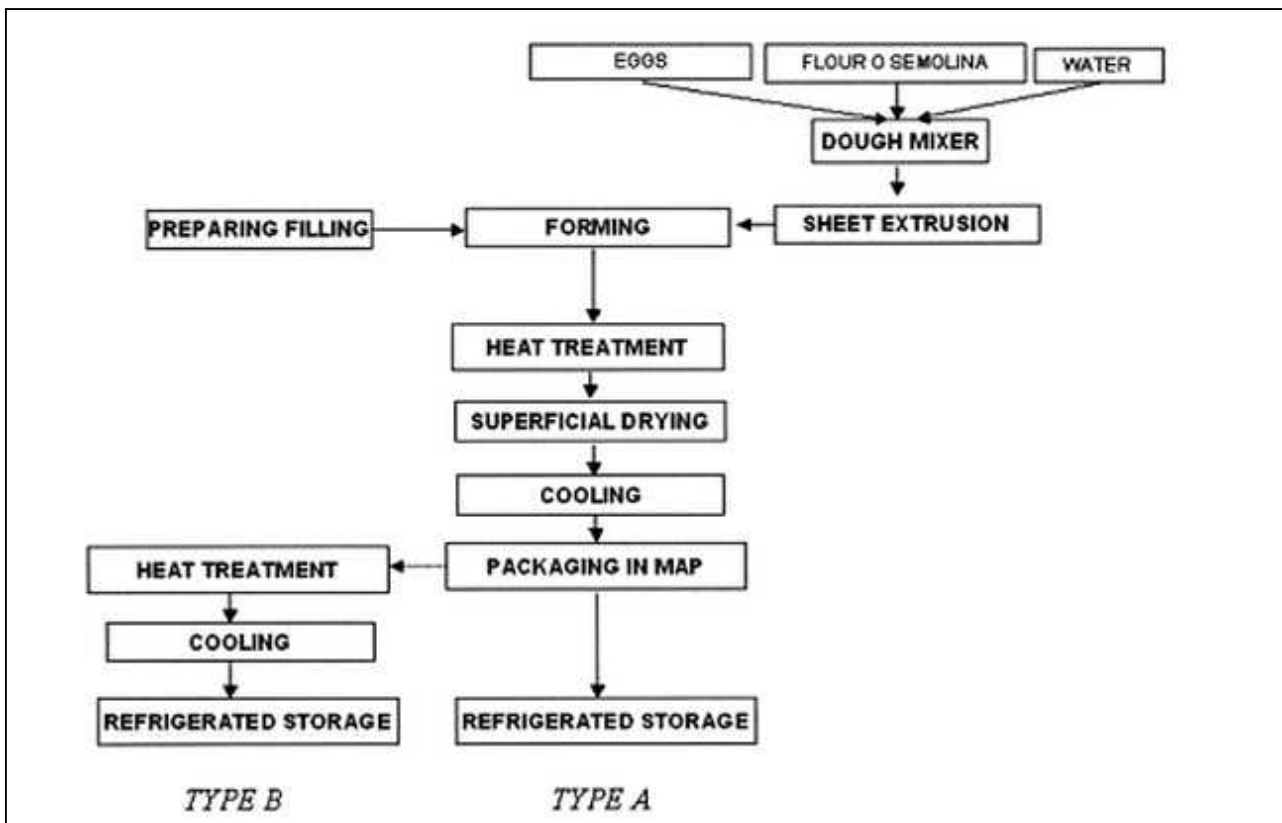 EGGS
FLOUR O SEMOLINA
WATER
DOUGH MIXER
PREPARING FILLING
FORMING
SHEET EXTRUSION
HEAT TREATMENT
SUPERFICIAL DRYING
COOLING
HEAT TREATMENT
PACKAGING IN MAP
COOLING
REFRIGERATED STORAGE
REFRIGERATED STORAGE
TYPE B
TYPE A